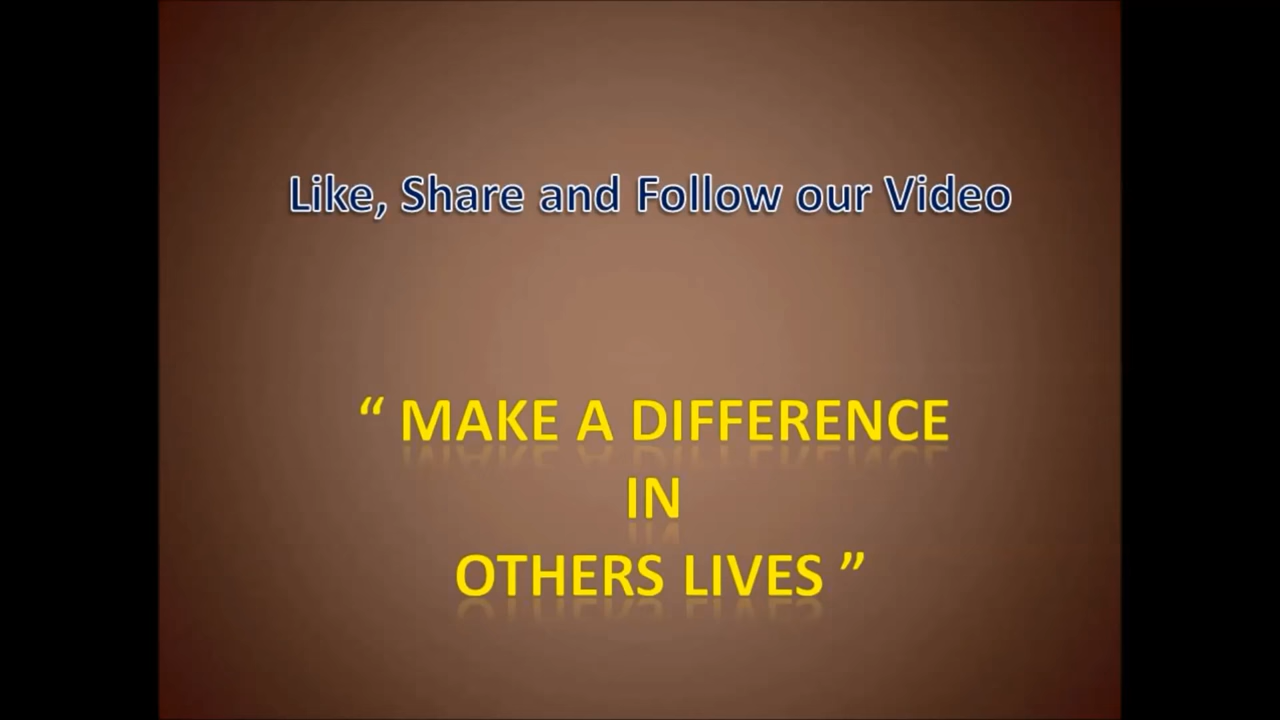 Like, Share and Follow our Video
“ MAKE A DIFFERENCE
IN
OTHERS LIVES ”